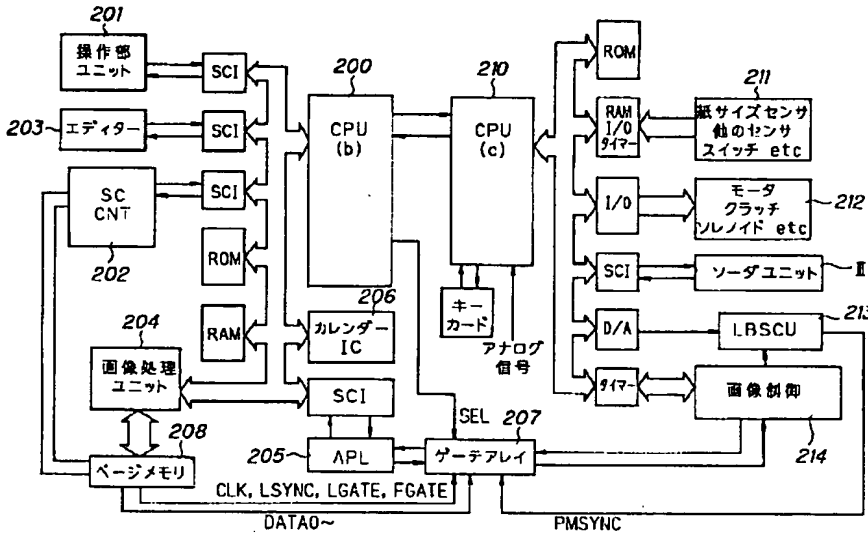 201
操作部
ユニット
SCI
203
エディター
SCI
SC
CNT
202
SCI
ROM
RAM
204
画像処理
ユニット
208
ページメモリ
200
CPU
(b)
206
カレンダー
IC
SCI
205
APL
CLK, LSYNC, LGATE, FGATE
DATA0~
SEL
207
ゲーテアレイ
210
CPU
(c)
キー
カード
アナログ
信号
ROM
RAM
I/O
タイマー
211
紙サイズセンサ
他のセンサ
スイッチ etc
I/O
モータ
クラッチ
ソレノイド etc
212
SCI
ソーダユニット
Ⅱ
D/A
LBSCU
213
タイマー
画像制御
214
PMSYNC